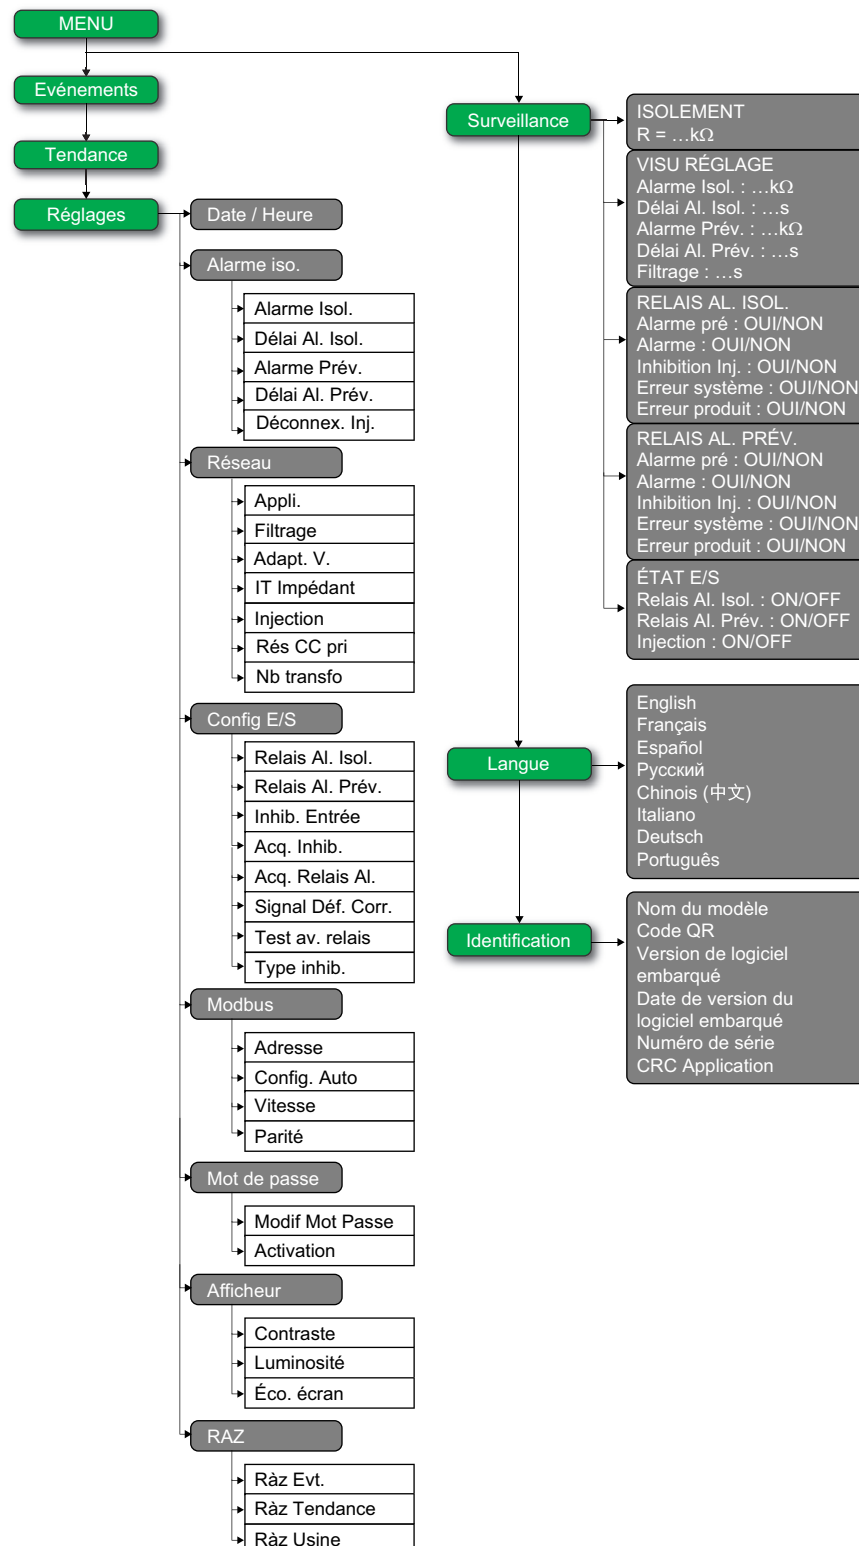 MENU
Evénements
Tendance
Réglages
Date / Heure
Alarme iso.
Alarme Isol.
Délai Al. Isol.
Alarme Prév.
Délai Al. Prév.
Déconnex. Inj.
Réseau
Appli.
Filtrage
Adapt. V.
IT Impédant
Injection
Rés CC pri
Nb transfo
Config E/S
Relais Al. Isol.
Relais Al. Prév.
Inhib. Entrée
Acq. Inhib.
Acq. Relais Al.
Signal Déf. Corr.
Test av. relais
Type inhib.
Modbus
Adresse
Config. Auto
Vitesse
Parité
Mot de passe
Modif Mot Passe
Activation
Afficheur
Contraste
Luminosité
Éco. écran
RAZ
Ràz Evt.
Ràz Tendance
Ràz Usine
Surveillance
ISOLEMENT
R = …kΩ
VISU RÉGLAGE
Alarme Isol. : …kΩ
Délai Al. Isol. : …s
Alarme Prév. : …kΩ
Délai Al. Prév. : …s
Filtrage : …s
RELAIS AL. ISOL.
Alarme pré : OUI/NON
Alarme : OUI/NON
Inhibition Inj. : OUI/NON
Erreur système : OUI/NON
Erreur produit : OUI/NON
RELAIS AL. PRÉV.
Alarme pré : OUI/NON
Alarme : OUI/NON
Inhibition Inj. : OUI/NON
Erreur système : OUI/NON
Erreur produit : OUI/NON
ÉTAT E/S
Relais Al. Isol. : ON/OFF
Relais Al. Prév. : ON/OFF
Injection : ON/OFF
Langue
English
Français
Español
Русский
Chinois (中文)
Italiano
Deutsch
Português
Identification
Nom du modèle
Code QR
Version de logiciel
embarqué
Date de version du
logiciel embarqué
Numéro de série
CRC Application